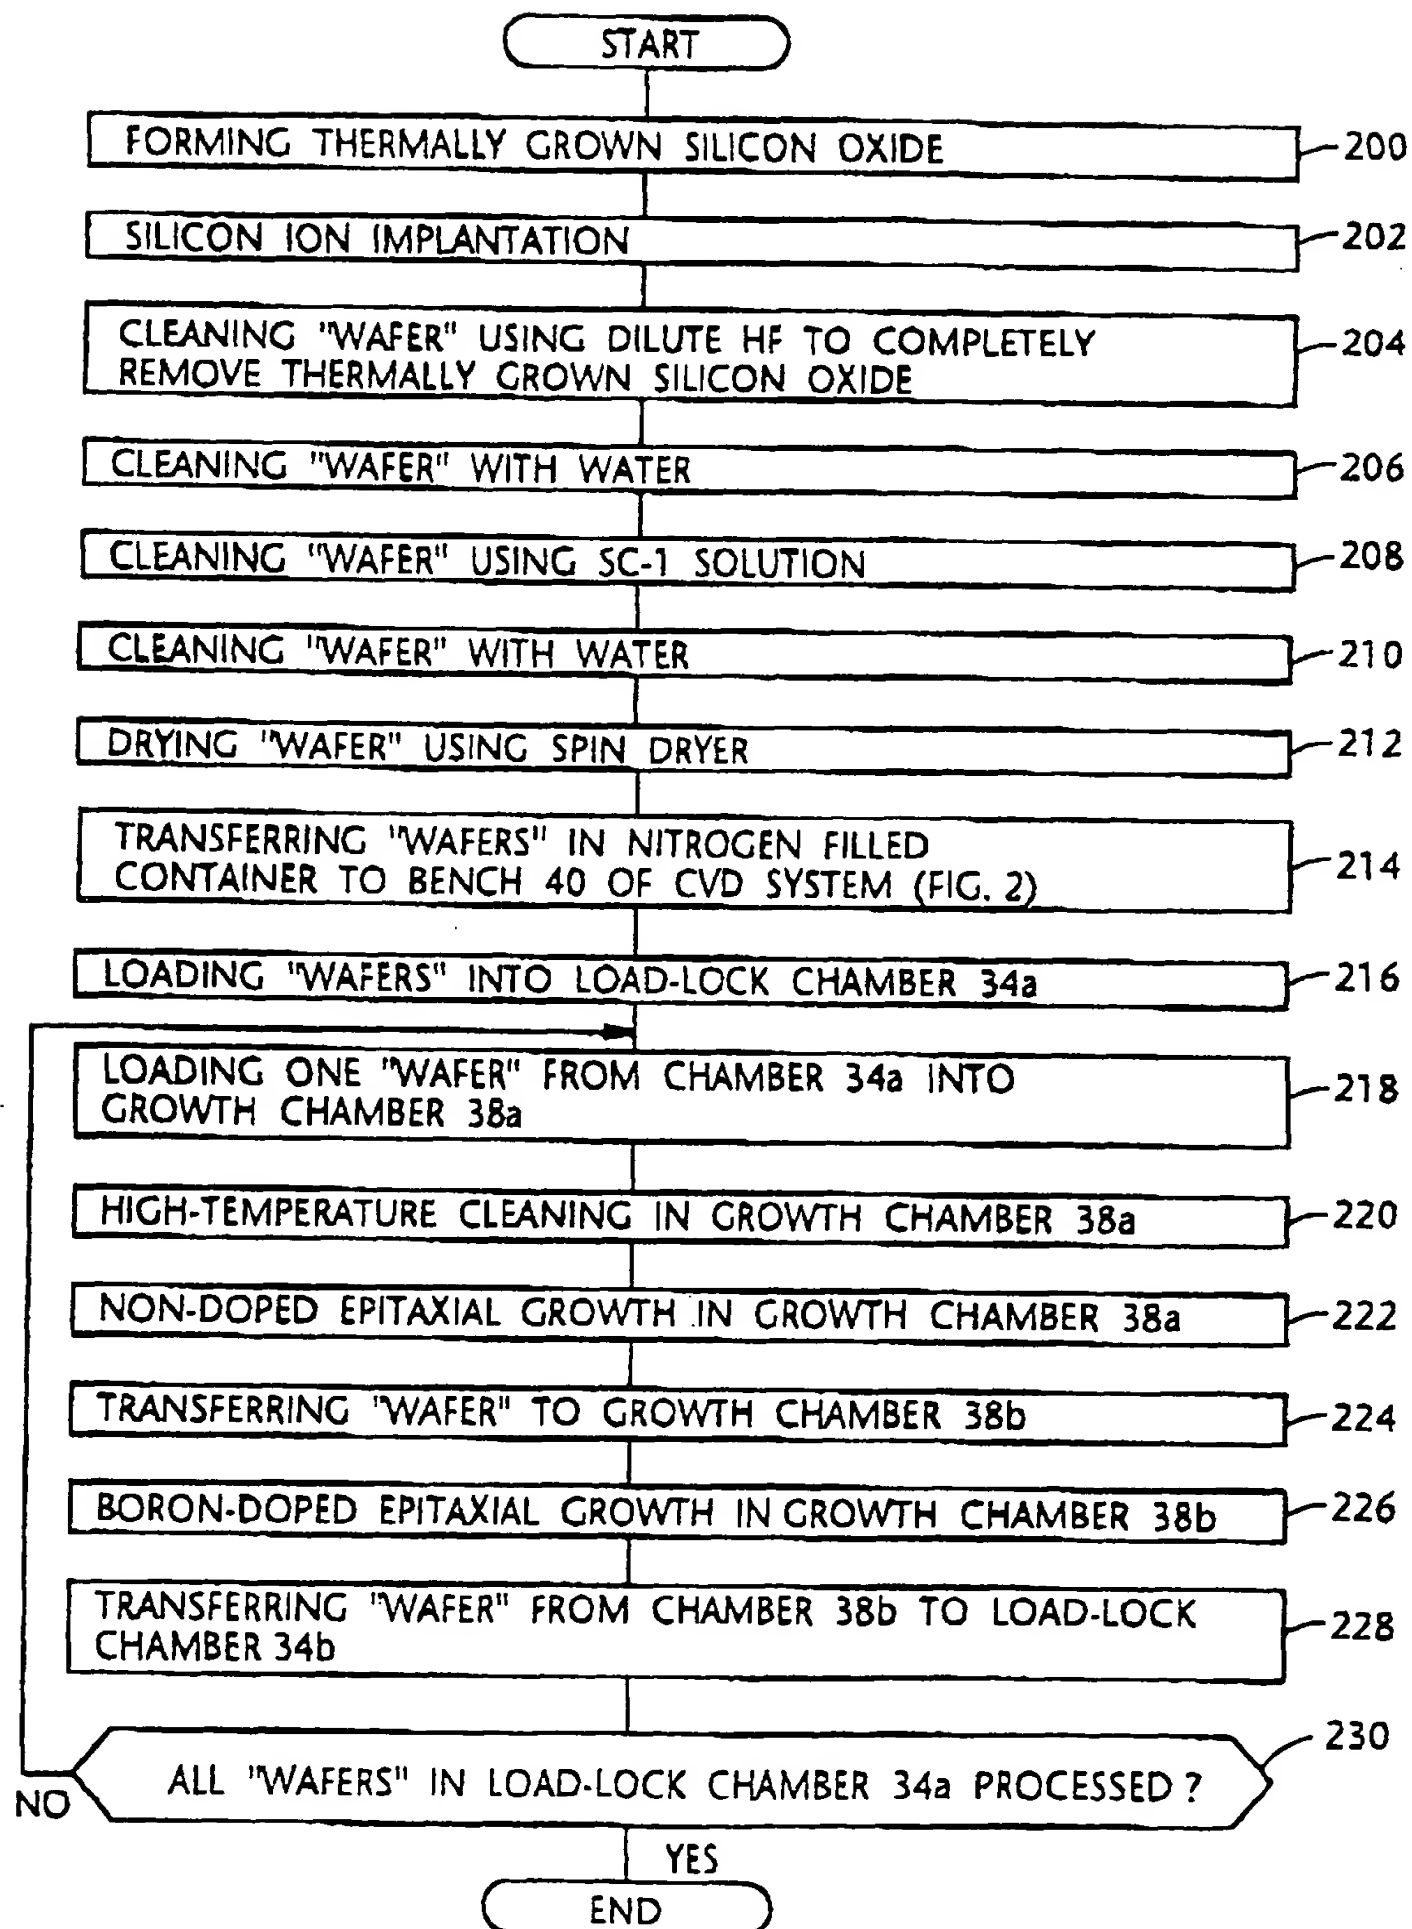 START
FORMING THERMALLY GROWN SILICON OXIDE
200
SILICON ION IMPLANTATION
202
CLEANING "WAFER" USING DILUTE HF TO COMPLETELY
REMOVE THERMALLY GROWN SILICON OXIDE
204
CLEANING "WAFER" WITH WATER
206
CLEANING "WAFER" USING SC-1 SOLUTION
208
CLEANING "WAFER" WITH WATER
210
DRYING "WAFER" USING SPIN DRYER
212
TRANSFERRING "WAFERS" IN NITROGEN FILLED
CONTAINER TO BENCH 40 OF CVD SYSTEM (FIG. 2)
214
LOADING "WAFERS" INTO LOAD-LOCK CHAMBER 34a
216
LOADING ONE "WAFER" FROM CHAMBER 34a INTO
GROWTH CHAMBER 38a
218
HIGH-TEMPERATURE CLEANING IN GROWTH CHAMBER 38a
220
NON-DOPED EPITAXIAL GROWTH IN GROWTH CHAMBER 38a
222
TRANSFERRING "WAFER" TO GROWTH CHAMBER 38b
224
BORON-DOPED EPITAXIAL GROWTH IN GROWTH CHAMBER 38b
226
TRANSFERRING "WAFER" FROM CHAMBER 38b TO LOAD-LOCK
CHAMBER 34b
228
230
ALL "WAFERS" IN LOAD-LOCK CHAMBER 34a PROCESSED ?
NO
YES
END